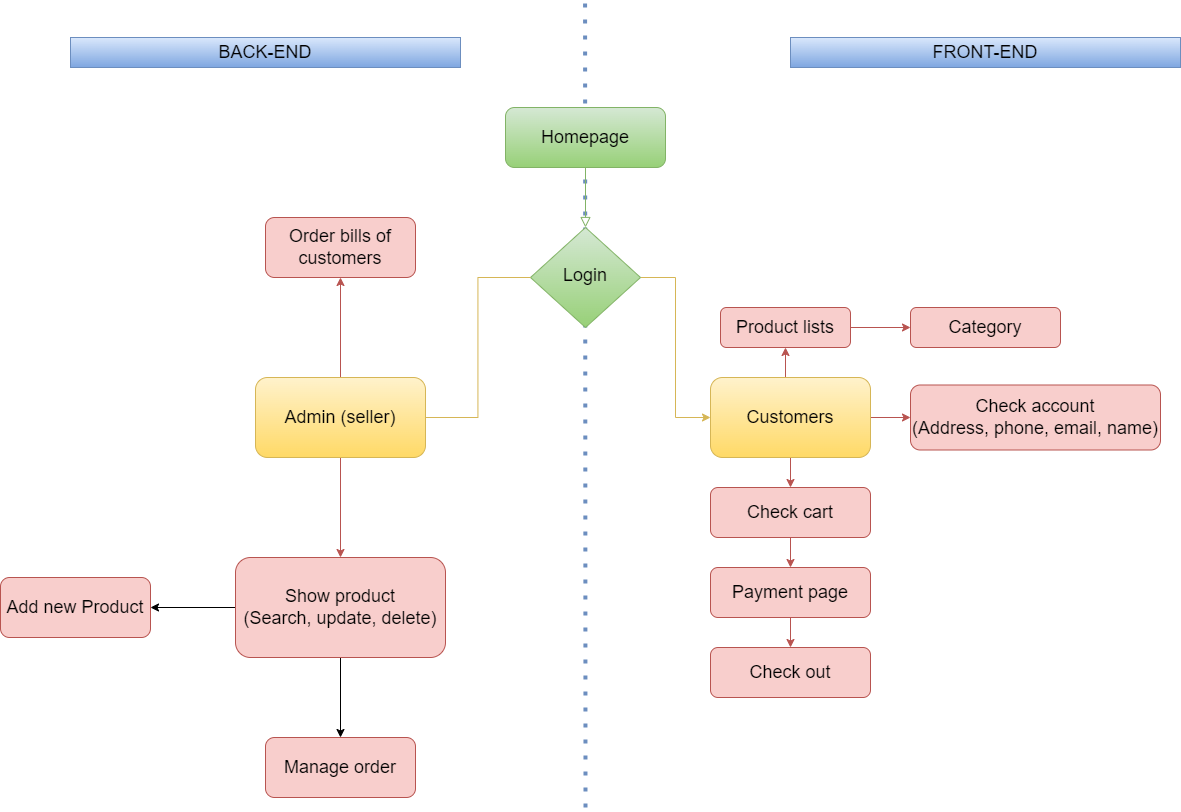 BACK-END
FRONT-END
Homepage
Login
Order bills of
customers
Admin (seller)
Show product
(Search, update, delete)
Add new Product
Manage order
Product lists
Category
Customers
Check account
(Address, phone, email, name)
Check cart
Payment page
Check out